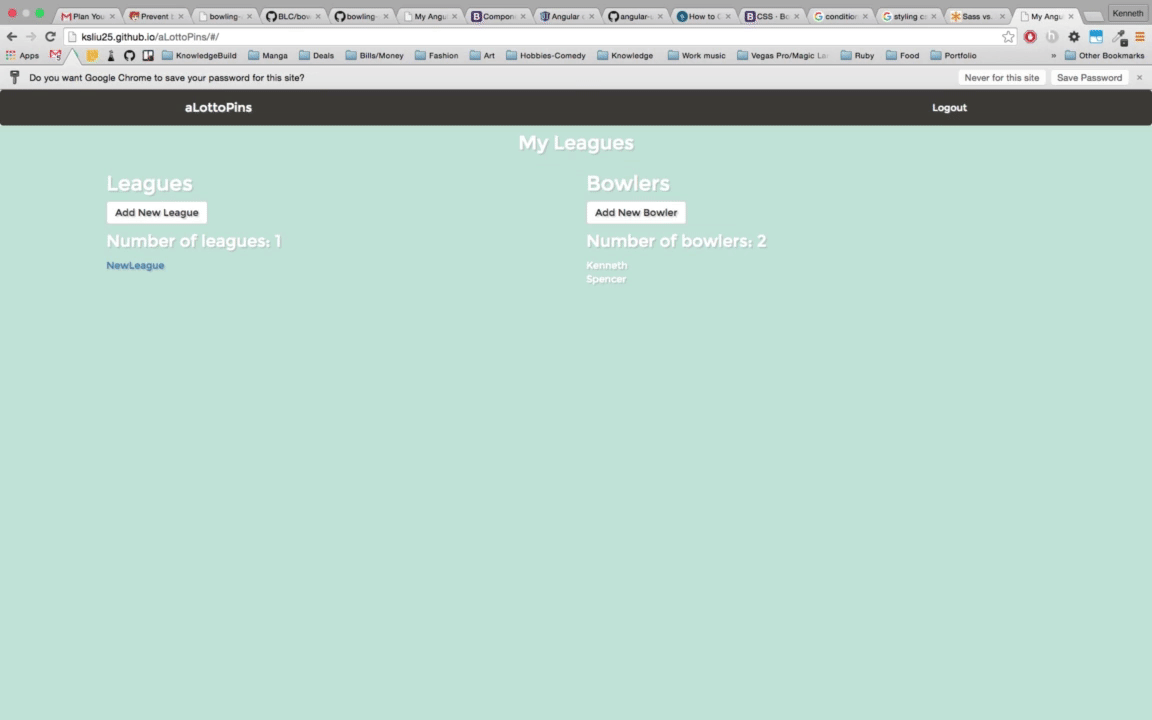 Plan You
Prevent
bowling-
BLC/bow
bowling-
My Angu
Compon
Angular
angular-
How to
CSS · Bo
condition
styling c
Sass vs.
My Angu
Kenneth
ksliu25.github.io/aLottoPins/#/
Apps
KnowledgeBuild
Manga
Deals
Bills/Money
Fashion
Art
Hobbies-Comedy
Knowledge
Work music
Vegas Pro/Magic
Ruby
Food
Portfolio
»
Other Bookmarks
Do you want Google Chrome to save your password for this site?
Never for this site
Save Password
aLottoPins
Logout
My Leagues
Leagues
Add New League
Number of leagues: 1
NewLeague
Bowlers
Add New Bowler
Number of bowlers: 2
Kenneth
Spencer